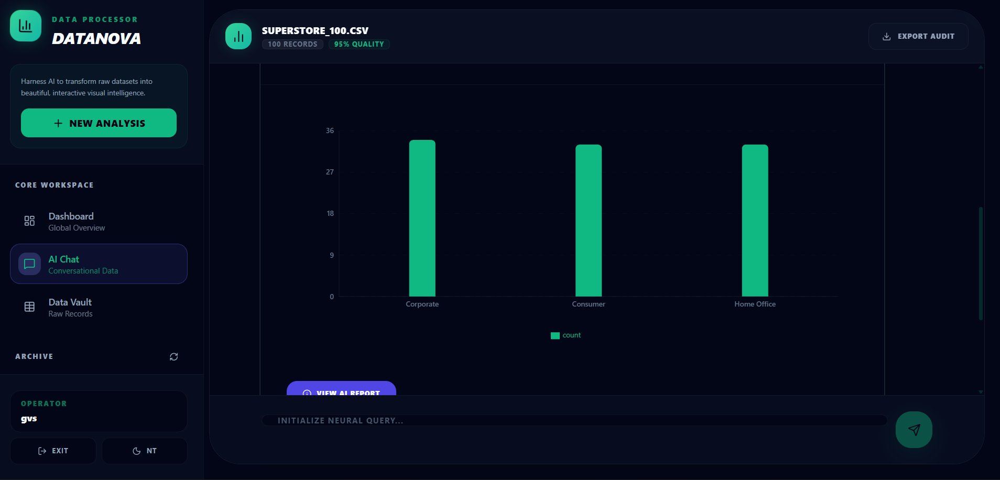 DATA PROCESSOR
DATANOVA
Harness AI to transform raw datasets into
beautiful, interactive visual intelligence.
NEW ANALYSIS
CORE WORKSPACE
Dashboard
Global Overview
AI Chat
Conversational Data
Data Vault
Raw Records
ARCHIVE
OPERATOR
gvs
EXIT
NT
SUPERSTORE_100.CSV
100 RECORDS
95% QUALITY
EXPORT AUDIT
36
27
18
9
0
Corporate
Consumer
Home Office
count
VIEW AI REPORT
INITIALIZE NEURAL QUERY...